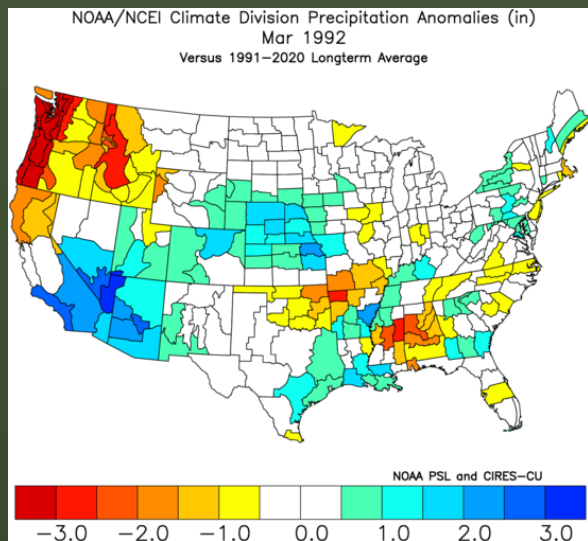 NOAA/NCEI Climate Division Precipitation Anomalies (in)
Mar 1992
Versus 1991–2020 Longterm Average
NOAA PSL and CIRES–CU
−3.0 −2.0 −1.0 0.0 1.0 2.0 3.0